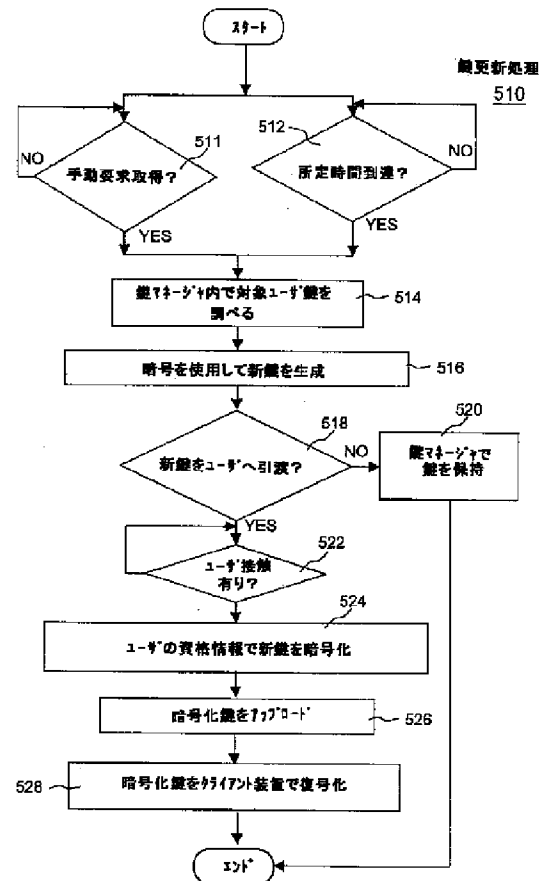 スタート
鍵更新処理
510
手動要求取得？
511
NO
YES
所定時間到達？
512
NO
YES
鍵マネージャ内で対象ユーザ鍵を
調べる
514
暗号を使用して新鍵を生成
516
新鍵をユーザへ引渡？
518
NO
YES
鍵マネージャで
鍵を保持
520
ユーザ接触
有り？
522
ユーザの資格情報で新鍵を暗号化
524
暗号化鍵をアップロード
526
暗号化鍵をクライアント装置で復号化
528
エンド